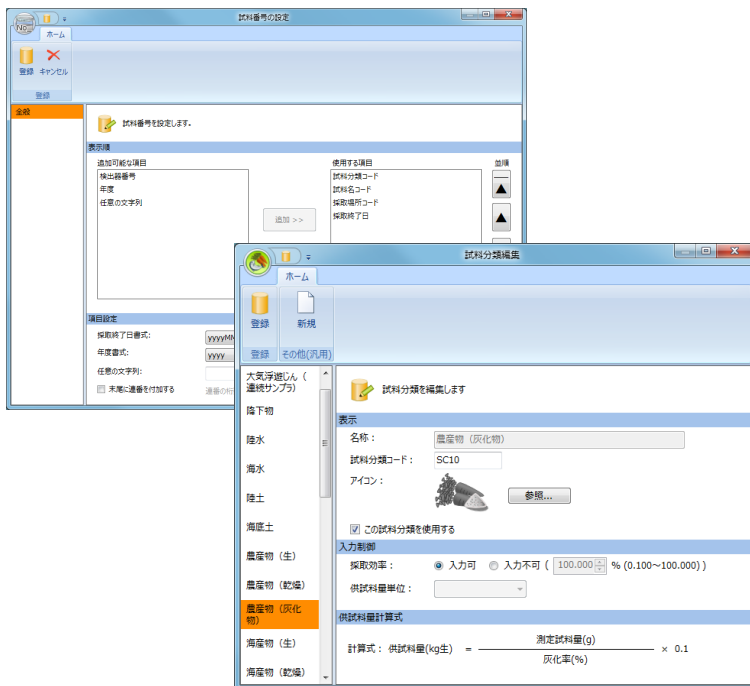 試料番号の設定
No.
ホーム
登録 キャンセル
登録
全般
試料番号を設定します。
表示順
追加可能な項目 使用する項目 並順
検出器番号
年度
任意の文字列
試料分類コード
試料名コード
採取場所コード
採取終了日
追加 >>
項目設定
採取終了日書式:
年度書式: yyyy
任意の文字列:
末尾に連番を付加する
試料分類編集
ホーム
登録 新規
登録 その他(汎用)
大気浮遊じん(
連続サンプラ)
降下物
陸水
海水
陸土
海底土
農産物(生)
農産物(乾燥)
農産物(灰化
物)
海産物(生)
海産物(乾燥)
試料分類を編集します
表示
名称: 農産物(灰化物)
試料分類コード: SC10
アイコン:
参照...
この試料分類を使用する
入力制御
採取効率: 入力可 入力不可 ( 100.000 % (0.100~100.000) )
供試料量単位:
供試料量計算式
計算式: 供試料量(kg生) = 測定試料量(g) × 0.1
灰化率(%)